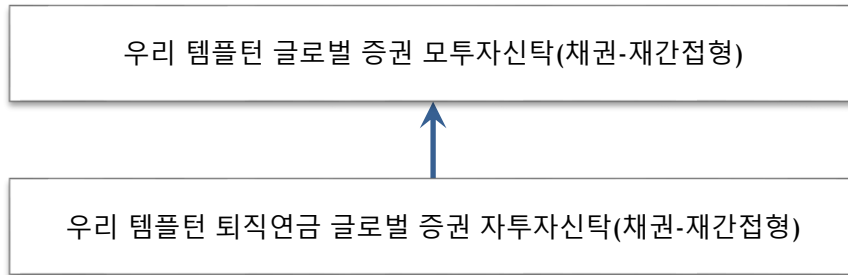 우리 템플턴 글로벌 증권 모투자신탁(채권-재간접형)
우리 템플턴 퇴직연금 글로벌 증권 자투자신탁(채권-재간접형)